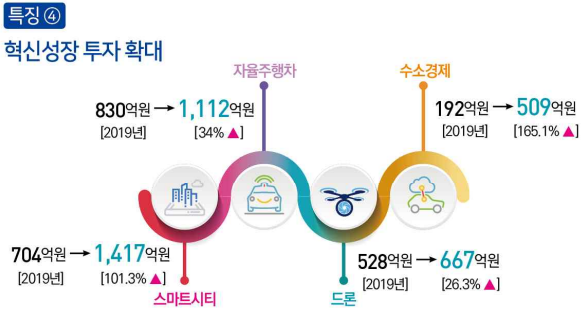 특징 ④
혁신성장 투자 확대
자율주행차
830억원 → 1,112억원
[2019년] [34% ▲]
수소경제
192억원 → 509억원
[2019년] [165.1% ▲]
704억원 → 1,417억원
[2019년] [101.3% ▲]
스마트시티
528억원 → 667억원
[2019년] [26.3% ▲]
드론